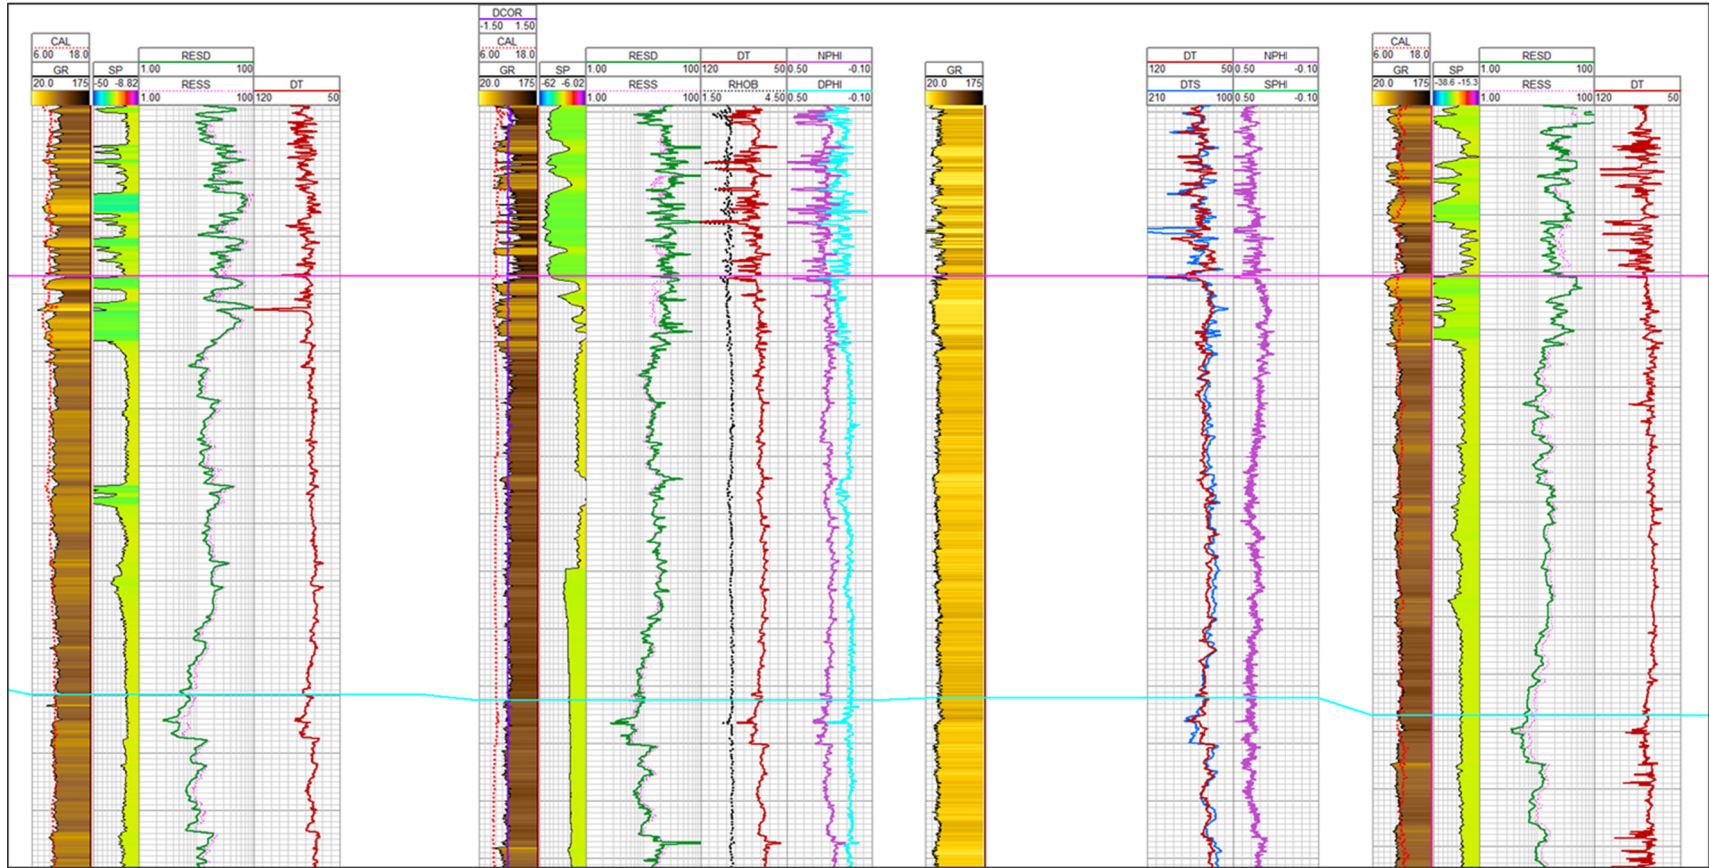 DCOR
-1.50 1.50
CAL
6.00 18.0
CAL
6.00 18.0
CAL
6.00 18.0
RESD
1.00 100
RESD
1.00 100
DT
120 50
NPHI
0.50 -0.10
DT
120 50
NPHI
0.50 -0.10
RESD
1.00 100
GR
20.0 175
SP
-50 -8.82
RESS
1.00 100
DT
120 50
GR
20.0 175
SP
-62 -6.02
RESS
1.00 100
RHOB
1.50 4.50
DPHI
0.50 -0.10
GR
20.0 175
DTS
210 100
SPHI
0.50 -0.10
GR
20.0 175
SP
-38.6 -15.3
RESS
1.00 100
DT
120 50